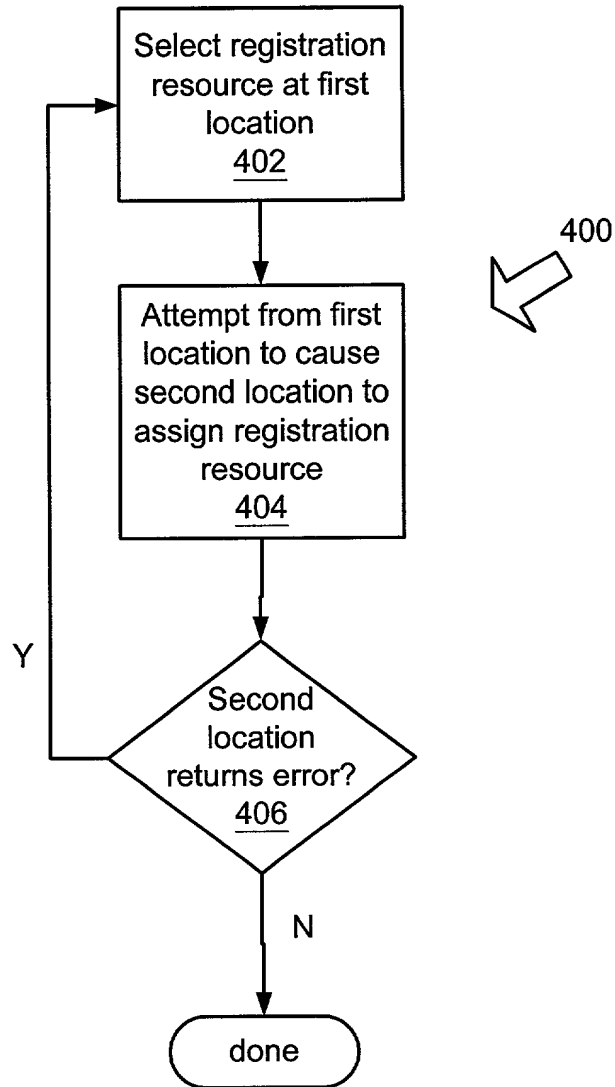 Select registration
resource at first
location
402
400
Attempt from first
location to cause
second location to
assign registration
resource
404
Y
Second
location
returns error?
406
N
done